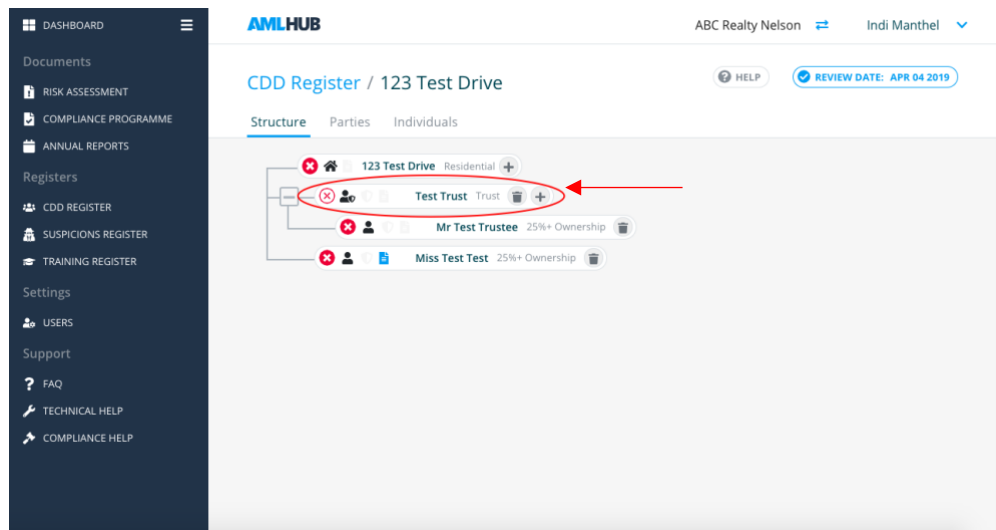 DASHBOARD
Documents
RISK ASSESSMENT
COMPLIANCE PROGRAMME
ANNUAL REPORTS
Registers
CDD REGISTER
SUSPICIONS REGISTER
TRAINING REGISTER
Settings
USERS
Support
FAQ
TECHNICAL HELP
COMPLIANCE HELP
AMLHUB
ABC Realty Nelson
Indi Manthel
CDD Register / 123 Test Drive
HELP
REVIEW DATE: APR 04 2019
Structure Parties Individuals
123 Test Drive Residential
Test Trust Trust
Mr Test Trustee 25%+ Ownership
Miss Test Test 25%+ Ownership